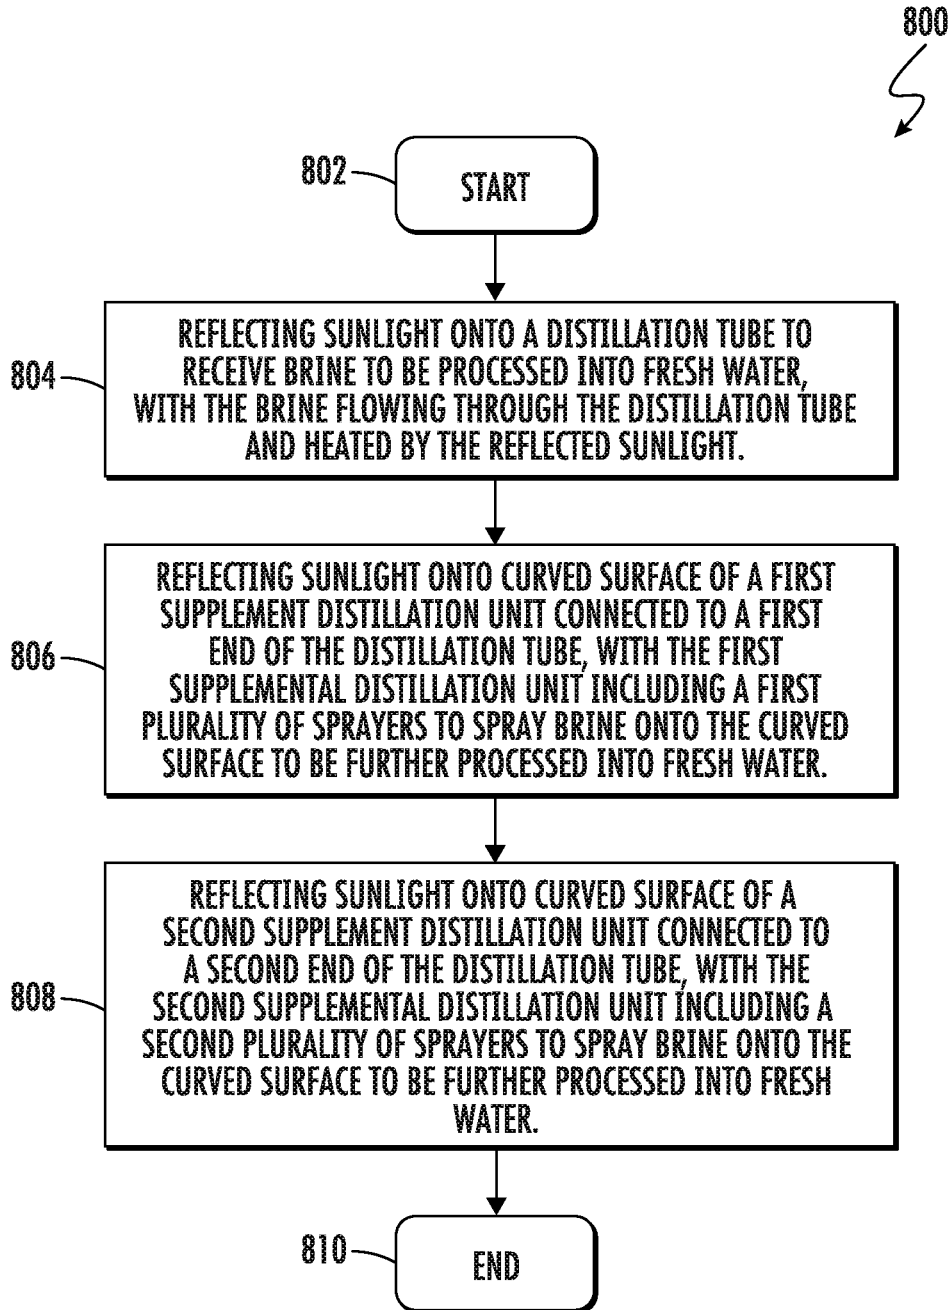 800
802
START
804
REFLECTING SUNLIGHT ONTO A DISTILLATION TUBE TO
RECEIVE BRINE TO BE PROCESSED INTO FRESH WATER,
WITH THE BRINE FLOWING THROUGH THE DISTILLATION TUBE
AND HEATED BY THE REFLECTED SUNLIGHT.
806
REFLECTING SUNLIGHT ONTO CURVED SURFACE OF A FIRST
SUPPLEMENT DISTILLATION UNIT CONNECTED TO A FIRST
END OF THE DISTILLATION TUBE, WITH THE FIRST
SUPPLEMENTAL DISTILLATION UNIT INCLUDING A FIRST
PLURALITY OF SPRAYERS TO SPRAY BRINE ONTO THE CURVED
SURFACE TO BE FURTHER PROCESSED INTO FRESH WATER.
808
REFLECTING SUNLIGHT ONTO CURVED SURFACE OF A
SECOND SUPPLEMENT DISTILLATION UNIT CONNECTED TO
A SECOND END OF THE DISTILLATION TUBE, WITH THE
SECOND SUPPLEMENTAL DISTILLATION UNIT INCLUDING A
SECOND PLURALITY OF SPRAYERS TO SPRAY BRINE ONTO THE
CURVED SURFACE TO BE FURTHER PROCESSED INTO FRESH
WATER.
810
END